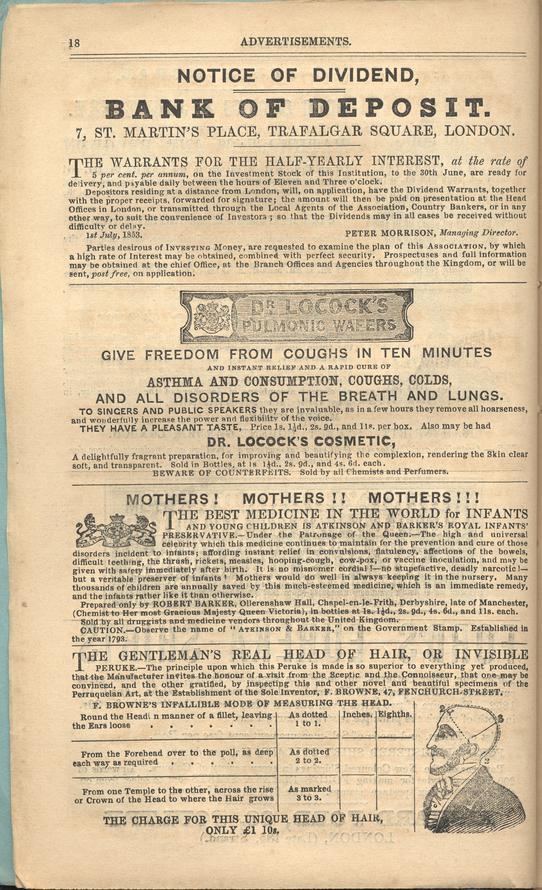 18
ADVERTISEMENTS.
NOTICE OF DIVIDEND,
BANK OF DEPOSIT.
7, ST. MARTIN'S PLACE, TRAFALGAR SQUARE, LONDON.
THE WARRANTS FOR THE HALF-YEARLY INTEREST, at the rate of
5 per cent. per annum, on the Investment Stock of this Institution, to the 30th June, are ready for
delivery, and payable daily between the hours of Eleven and Three o'clock.
Depositors residing at a distance from London, will, on application, have the Dividend Warrants, together
with the proper receipts, forwarded for signature; the amount will then be paid on presentation at the Head
Offices in London, or transmitted through the Local Agents of the Association, Country Bankers, or in any
other way, to suit the convenience of Investors; so that the Dividends may in all cases be received without
difficulty or delay.
1st July, 1853. PETER MORRISON, Managing Director.
Parties desirous of INVESTING MONEY, are requested to examine the plan of this ASSOCIATION, by which
a high rate of Interest may be obtained, combined with perfect security. Prospectuses and full information
may be obtained at the chief Office, at the Branch Offices and Agencies throughout the Kingdom, or will be
sent, post free, on application.
DR LOCOCK'S
PULMONIC WAFERS
GIVE FREEDOM FROM COUGHS IN TEN MINUTES
AND INSTANT RELIEF AND A RAPID CURE OF
ASTHMA AND CONSUMPTION, COUGHS, COLDS,
AND ALL DISORDERS OF THE BREATH AND LUNGS.
TO SINGERS AND PUBLIC SPEAKERS they are invaluable, as in a few hours they remove all hoarseness,
and wonderfully increase the power and flexibility of the voice.
THEY HAVE A PLEASANT TASTE, Price 1s. 1½d., 2s. 9d., and 11s. per box. Also may be had
DR. LOCOCK'S COSMETIC,
A delightfully fragrant preparation, for improving and beautifying the complexion, rendering the Skin clear
soft, and transparent. Sold in Bottles, at 1s. 1½d., 2s. 9d., and 4s. 6d. each.
BEWARE OF COUNTERFEITS. Sold by all Chemists and Perfumers.
MOTHERS! MOTHERS!! MOTHERS!!!
THE BEST MEDICINE IN THE WORLD for INFANTS
AND YOUNG CHILDREN IS ATKINSON AND BARKER'S ROYAL INFANTS'
PRESERVATIVE.—Under the Patronage of the Queen.—The high and universal
celebrity which this medicine continues to maintain for the prevention and cure of those
disorders incident to infants; affording instant relief in convulsions, flatulency, affections of the bowels,
difficult teething, the thrush, rickets, measles, hooping-cough, cow-pox, or vaccine inoculation, and may be
given with safety immediately after birth. It is no misnomer cordial!—no stupefactive, deadly narcotic!—
but a veritable preserver of infants! Mothers would do well in always keeping it in the nursery. Many
thousands of children are annually saved by this much-esteemed medicine, which is an immediate remedy,
and the infants rather like it than otherwise.
Prepared only by ROBERT BARKER, Ollerenshaw Hall, Chapel-en-le-Frith, Derbyshire, late of Manchester,
(Chemist to Her most Gracious Majesty Queen Victoria), in bottles at 1s. 1½d., 2s. 9d., 4s. 6d., and 11s. each.
Sold by all druggists and medicine vendors throughout the United Kingdom.
CAUTION.—Observe the name of "ATKINSON & BARKER," on the Government Stamp. Established in
the year 1793.
THE GENTLEMAN'S REAL HEAD OF HAIR, OR INVISIBLE
PERUKE.—The principle upon which this Peruke is made is so superior to everything yet produced,
that the Manufacturer invites the honour of a visit from the Sceptic and the Connoisseur, that one may be
convinced, and the other gratified, by inspecting this and other novel and beautiful specimens of the
Perruquelan Art, at the Establishment of the Sole Inventor, F. BROWNE, 47, FENCHURCH-STREET.
F. BROWNE'S INFALLIBLE MODE OF MEASURING THE HEAD.
Round the Head in manner of a fillet, leaving the Ears loose As dotted 1 to 1. Inches. Eighths.
From the Forehead over to the poll, as deep each way as required As dotted 2 to 2.
From one Temple to the other, across the rise or Crown of the Head to where the Hair grows As marked 3 to 3.
THE CHARGE FOR THIS UNIQUE HEAD OF HAIR,
ONLY £1 10s.